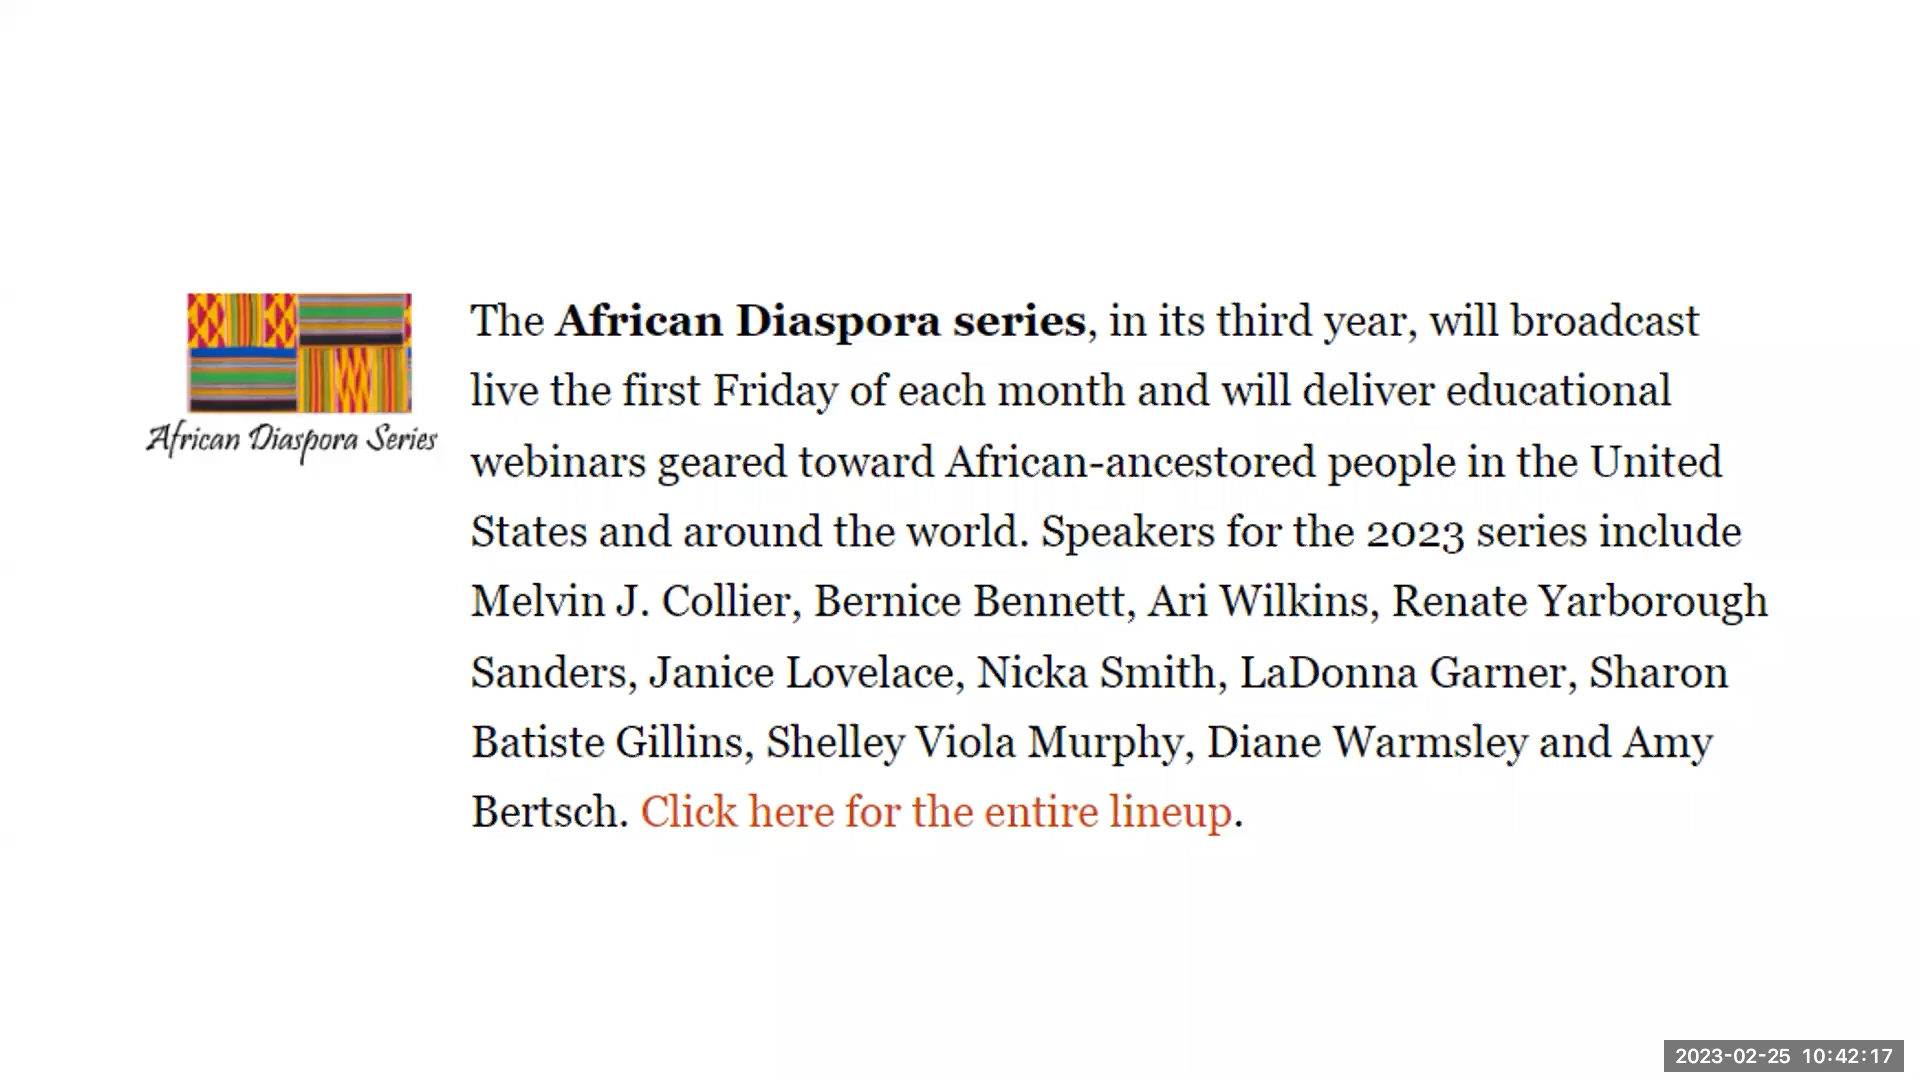 African Diaspora Series
The African Diaspora series, in its third year, will broadcast
live the first Friday of each month and will deliver educational
webinars geared toward African-ancestored people in the United
States and around the world. Speakers for the 2023 series include
Melvin J. Collier, Bernice Bennett, Ari Wilkins, Renate Yarborough
Sanders, Janice Lovelace, Nicka Smith, LaDonna Garner, Sharon
Batiste Gillins, Shelley Viola Murphy, Diane Warmsley and Amy
Bertsch. Click here for the entire lineup.
2023-02-25 10:42:17